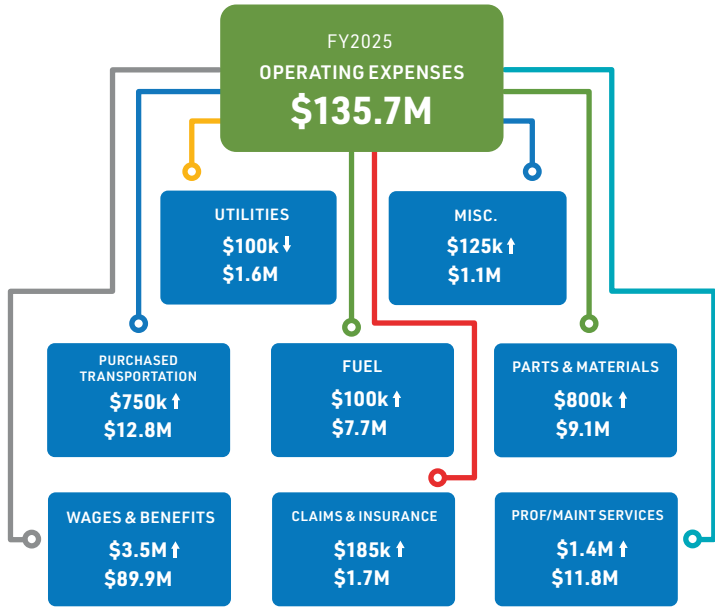 FY2025
OPERATING EXPENSES
$135.7M
UTILITIES
$100k ↓
$1.6M
MISC.
$125k ↑
$1.1M
PURCHASED
TRANSPORTATION
$750k ↑
$12.8M
FUEL
$100k ↑
$7.7M
PARTS & MATERIALS
$800k ↑
$9.1M
WAGES & BENEFITS
$3.5M ↑
$89.9M
CLAIMS & INSURANCE
$185k ↑
$1.7M
PROF/MAINT SERVICES
$1.4M ↑
$11.8M